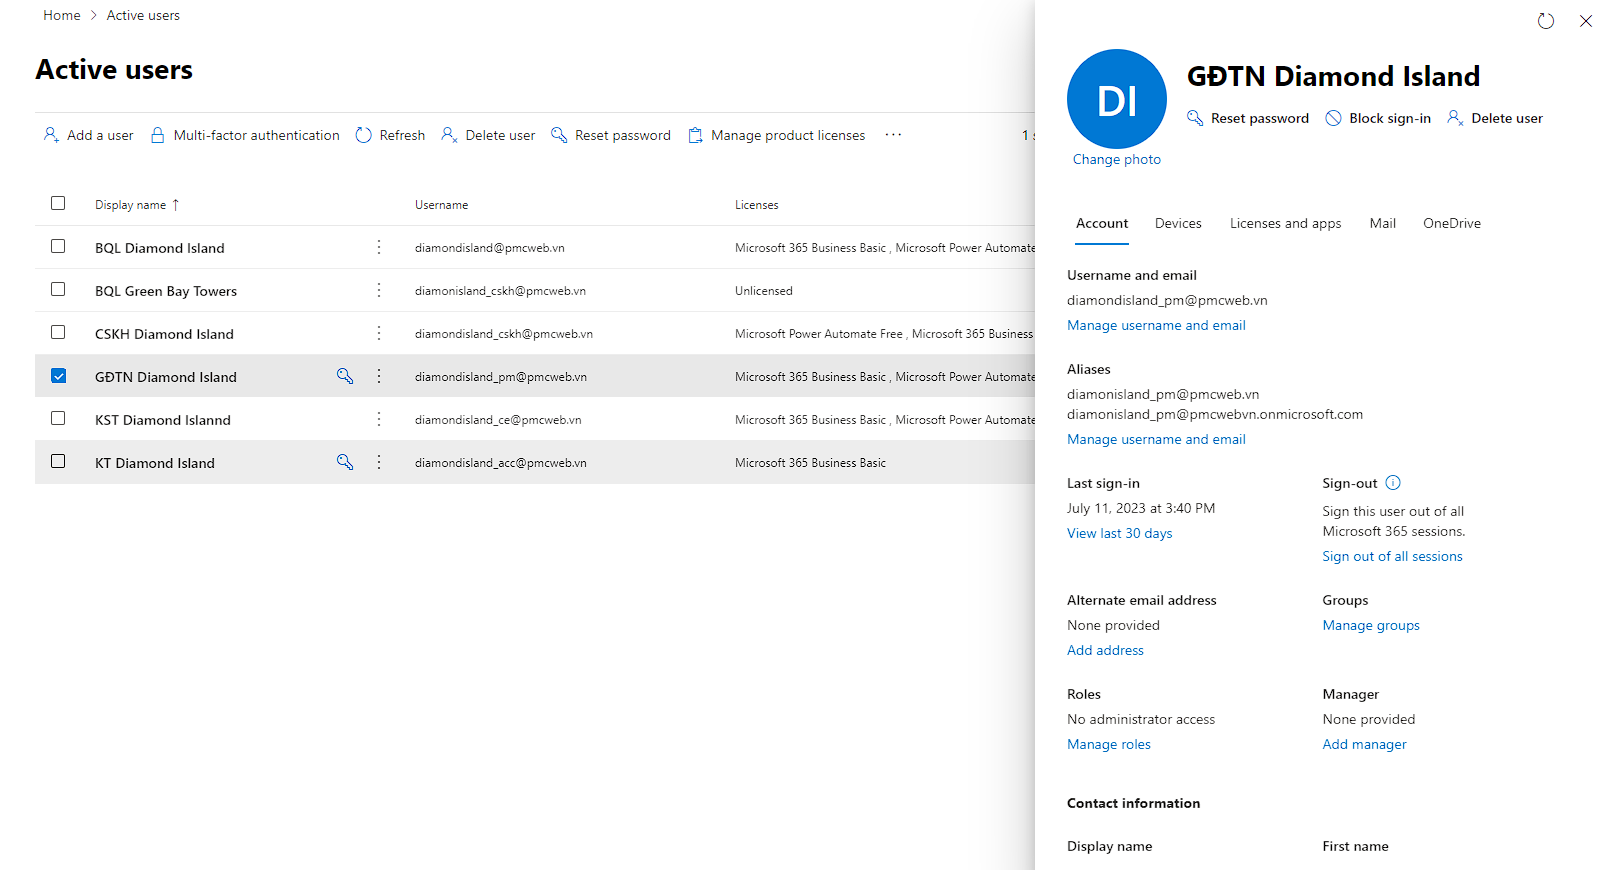 Home > Active users
Active users
Add a user Multi-factor authentication Refresh Delete user Reset password Manage product licenses ··· 1
Display name ↑ Username Licenses
BQL Diamond Island diamondisland@pmcweb.vn Microsoft 365 Business Basic , Microsoft Power Automate
BQL Green Bay Towers diamonisland_cskh@pmcweb.vn Unlicensed
CSKH Diamond Island diamondisland_cskh@pmcweb.vn Microsoft Power Automate Free , Microsoft 365 Business
GĐTN Diamond Island diamondisland_pm@pmcweb.vn Microsoft 365 Business Basic , Microsoft Power Automate
KST Diamond Islannd diamondisland_ce@pmcweb.vn Microsoft 365 Business Basic , Microsoft Power Automate
KT Diamond Island diamondisland_acc@pmcweb.vn Microsoft 365 Business Basic
DI
Change photo
GĐTN Diamond Island
Reset password Block sign-in Delete user
Account Devices Licenses and apps Mail OneDrive
Username and email
diamondisland_pm@pmcweb.vn
Manage username and email
Aliases
diamonisland_pm@pmcweb.vn
diamonisland_pm@pmcwebvn.onmicrosoft.com
Manage username and email
Last sign-in
July 11, 2023 at 3:40 PM
View last 30 days
Sign-out
Sign this user out of all
Microsoft 365 sessions.
Sign out of all sessions
Alternate email address
None provided
Add address
Groups
Manage groups
Roles
No administrator access
Manage roles
Manager
None provided
Add manager
Contact information
Display name
First name